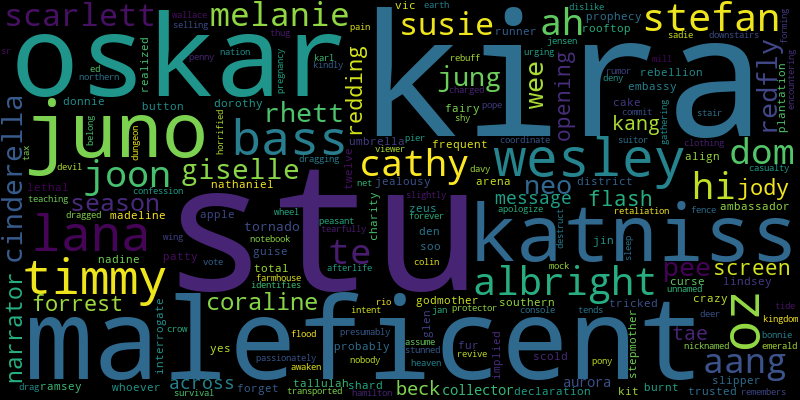 scarlett melanie vic earth dislike prophecy stefan
wallace selling pain susie runner ah rooftop jensen sadie downstairs forming
oskar kira
sr penny nation karl rebuff urging thug kindly charged rumor mill
northern pregnancy jung wee deny rebellion encountering
ed realized redding opening redfly plantation
donnie button dorothy rhett fairy pope embassy gathering stair
juno shy cake commit
belong horrified bass umbrella pier frequent coordinate kang suitor clothing
tax devil dungeon viewer cathy davy wesley align dom casualty
cinderella confession dragging twelve
joon giselle net jealousy arena neo district hi jody
teaching nathaniel slightly message flash fence ambassador
lethal season apple wheel peasant charity zeus apologize retaliation
dragged madeline stu forever katniss
lana wing tornado notebook tearfully den jin destruct sleep
patty guise te soo
nadine vote total afterlife colin mock pee screen
timmy farmhouse identifies albright curse lindsey
unnamed
narrator forrest coraline rio godmother southern console tricked crazy tide
crow intent jan protector tends deer kingdom
maleficent oz
interrogate yes flood presumably glen assume implied nicknamed bonnie emerald
probably stunned fur tae
passionately nobody heaven revive scold stepmother aang
awaken pony
drag ramsey across tallulah shard beck collector aurora slipper
whoever survival forget transported hamilton declaration kit burnt trusted remembers